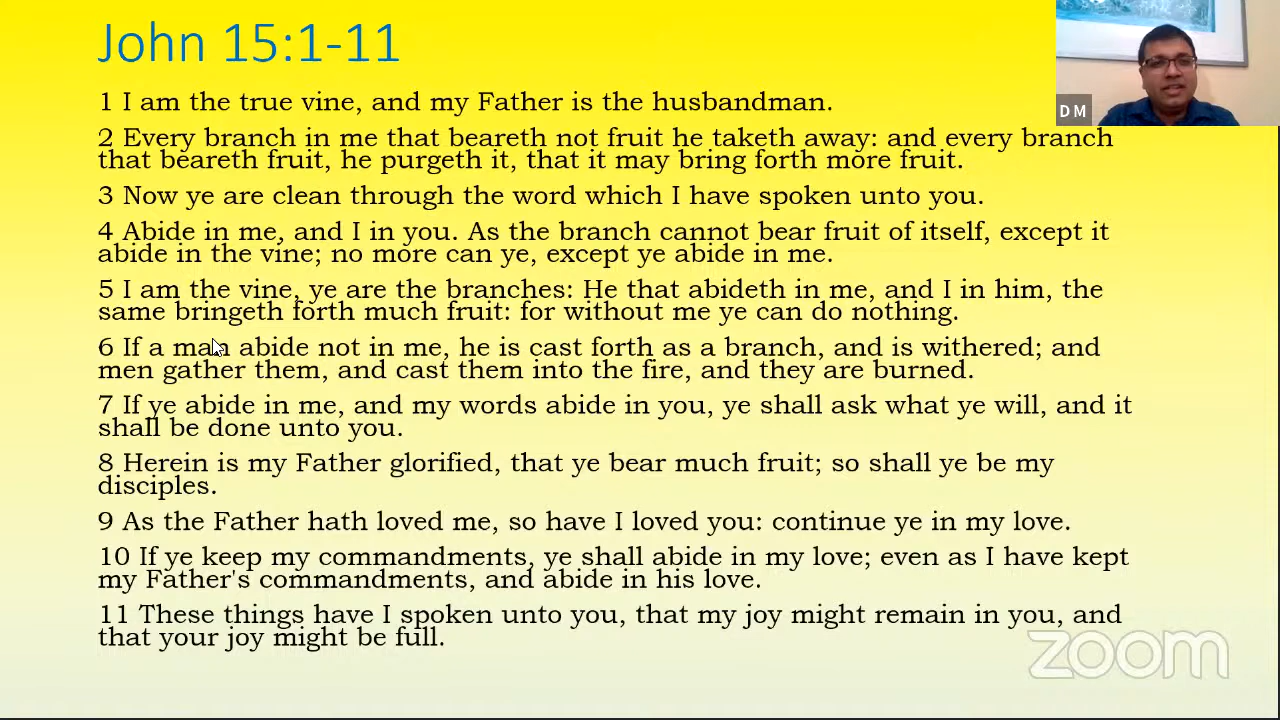 John 15:1-11
DM
1 I am the true vine, and my Father is the husbandman.
2 Every branch in me that beareth not fruit he taketh away: and every branch
that beareth fruit, he purgeth it, that it may bring forth more fruit.
3 Now ye are clean through the word which I have spoken unto you.
4 Abide in me, and I in you. As the branch cannot bear fruit of itself, except it
abide in the vine; no more can ye, except ye abide in me.
5 I am the vine, ye are the branches: He that abideth in me, and I in him, the
same bringeth forth much fruit: for without me ye can do nothing.
6 If a man abide not in me, he is cast forth as a branch, and is withered; and
men gather them, and cast them into the fire, and they are burned.
7 If ye abide in me, and my words abide in you, ye shall ask what ye will, and it
shall be done unto you.
8 Herein is my Father glorified, that ye bear much fruit; so shall ye be my
disciples.
9 As the Father hath loved me, so have I loved you: continue ye in my love.
10 If ye keep my commandments, ye shall abide in my love; even as I have kept
my Father's commandments, and abide in his love.
11 These things have I spoken unto you, that my joy might remain in you, and
that your joy might be full.
zoom